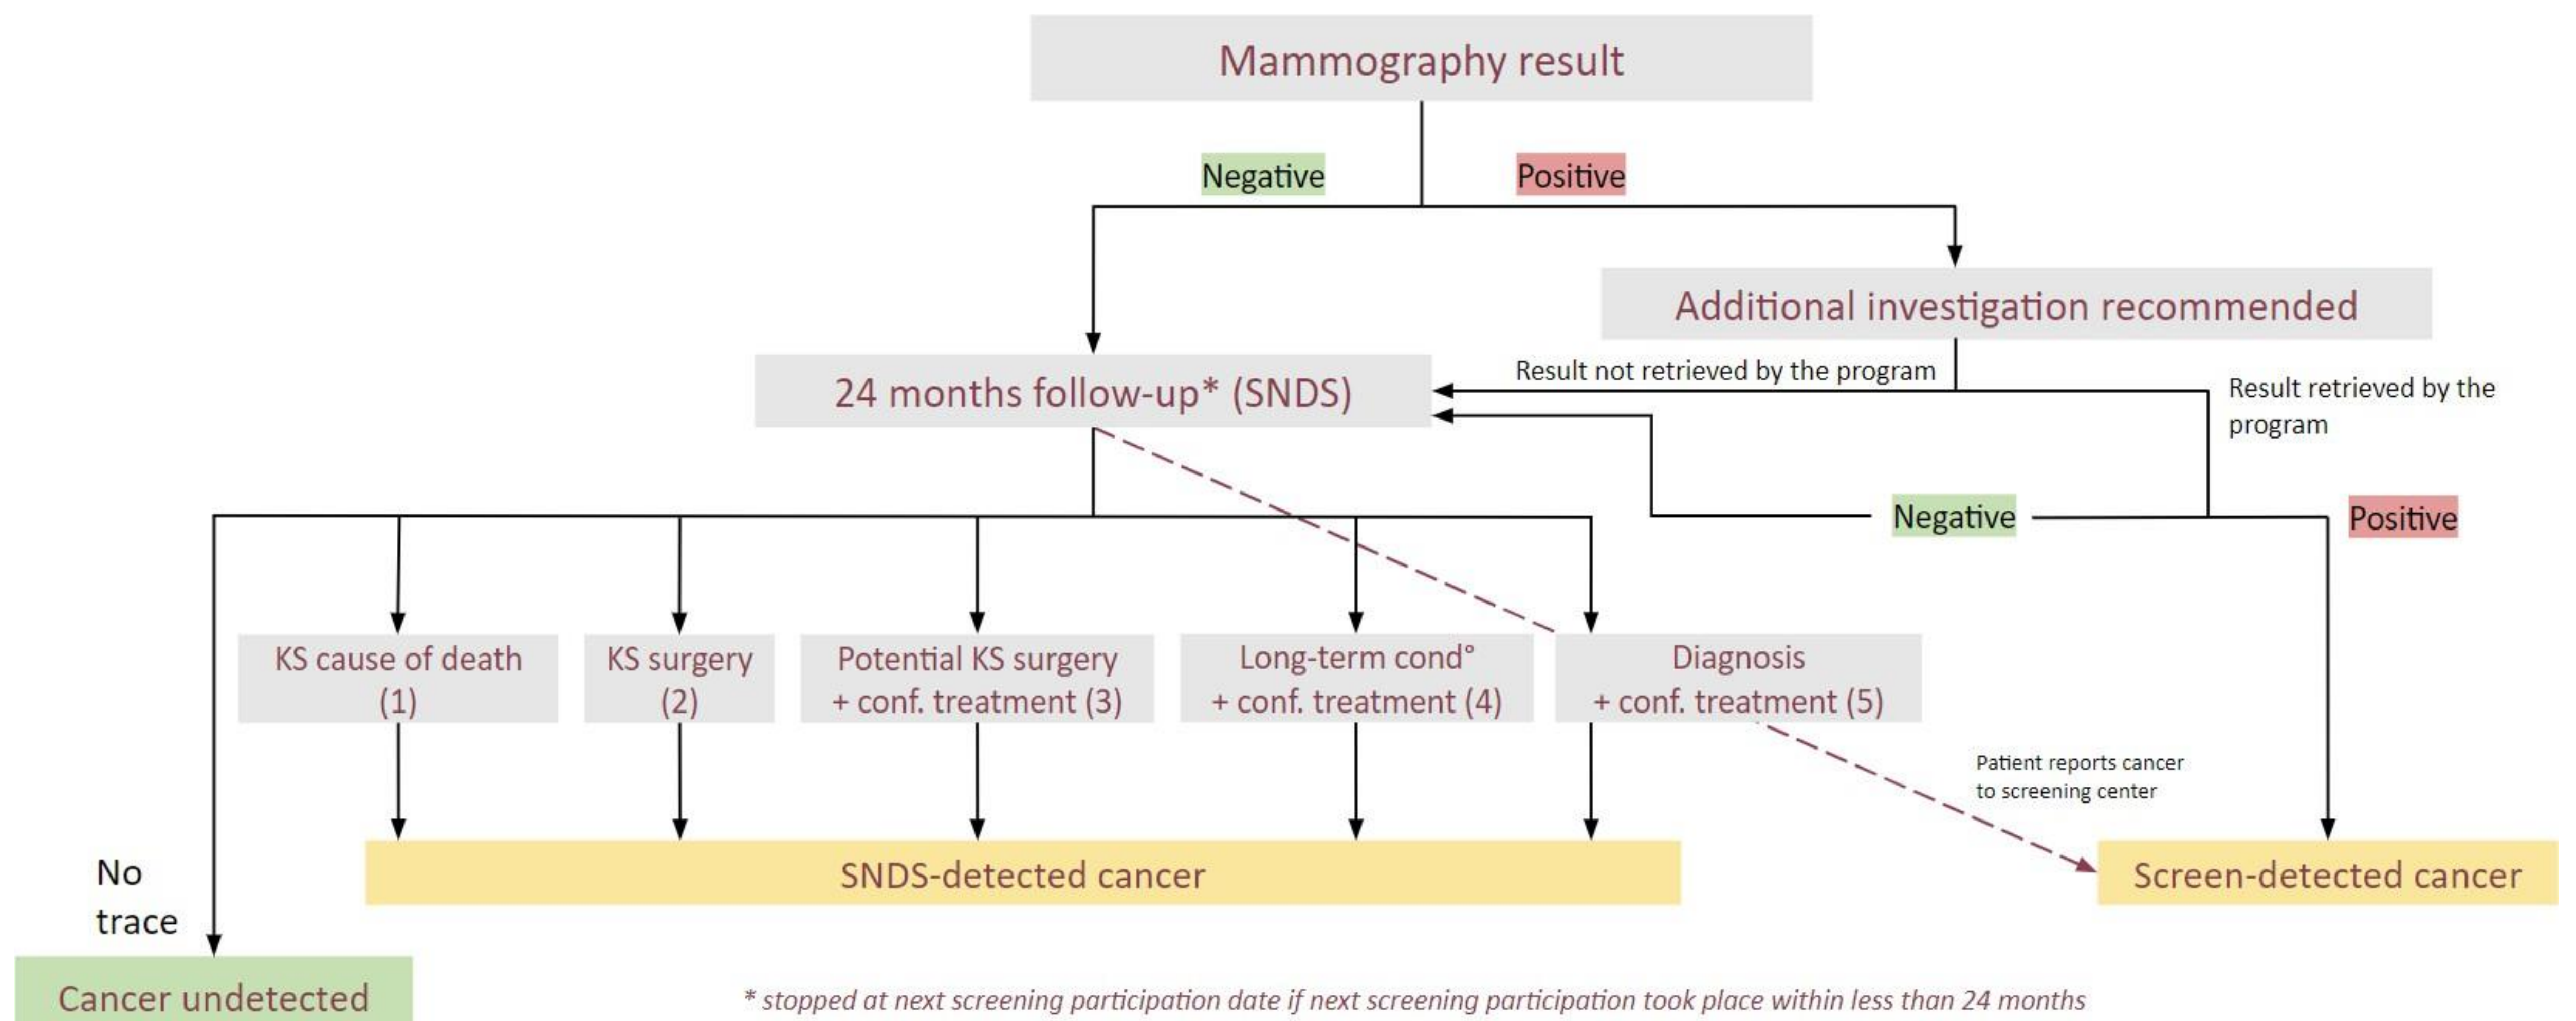 Mammography result
Negative
Positive
Additional investigation recommended
Result not retrieved by the program
24 months follow-up* (SNDS)
Result retrieved by the
program
Negative
Positive
KS cause of death
(1)
KS surgery
(2)
Potential KS surgery
+ conf. treatment (3)
Long-term cond°
+ conf. treatment (4)
Diagnosis
+ conf. treatment (5)
Patient reports cancer
to screening center
No
trace
SNDS-detected cancer
Screen-detected cancer
Cancer undetected
* stopped at next screening participation date if next screening participation took place within less than 24 months